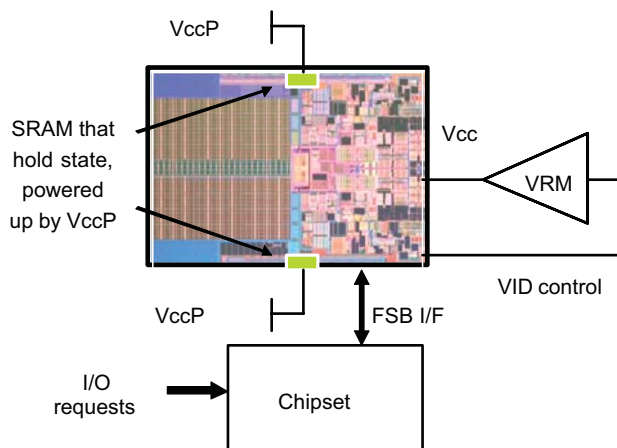 VccP
SRAM that
hold state,
powered
up by VccP
Vcc
VRM
VID control
VccP
FSB I/F
I/O
requests
Chipset